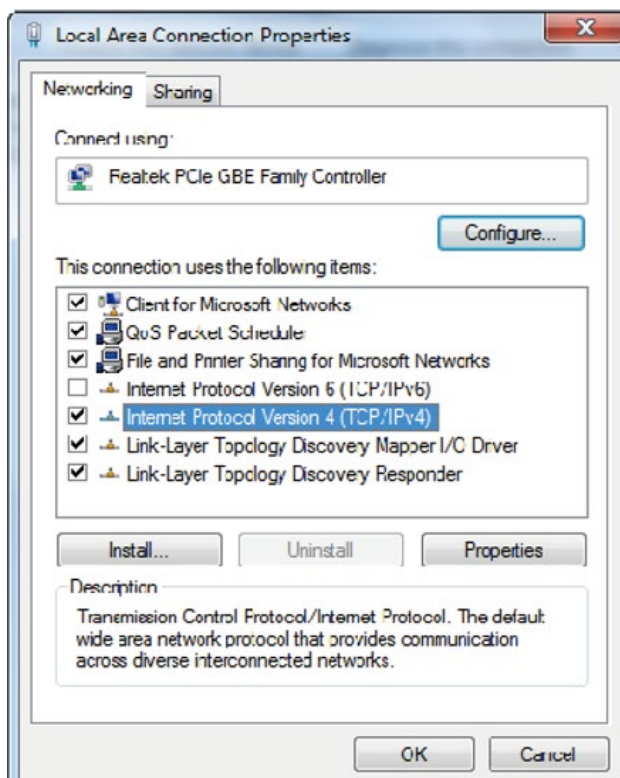 Local Area Connection Properties
Networking
Sharing
Connect using:
Realtek PCIe GBE Family Controller
Configure...
This connection uses the following items:
Client for Microsoft Networks
QoS Packet Scheduler
File and Printer Sharing for Microsoft Networks
Internet Protocol Version 6 (TCP/IPv6)
Internet Protocol Version 4 (TCP/IPv4)
Link-Layer Topology Discovery Mapper I/O Driver
Link-Layer Topology Discovery Responder
Install...
Uninstall
Properties
Description
Transmission Control Protocol/Internet Protocol. The default
wide area network protocol that provides communication
across diverse interconnected networks.
OK
Cancel